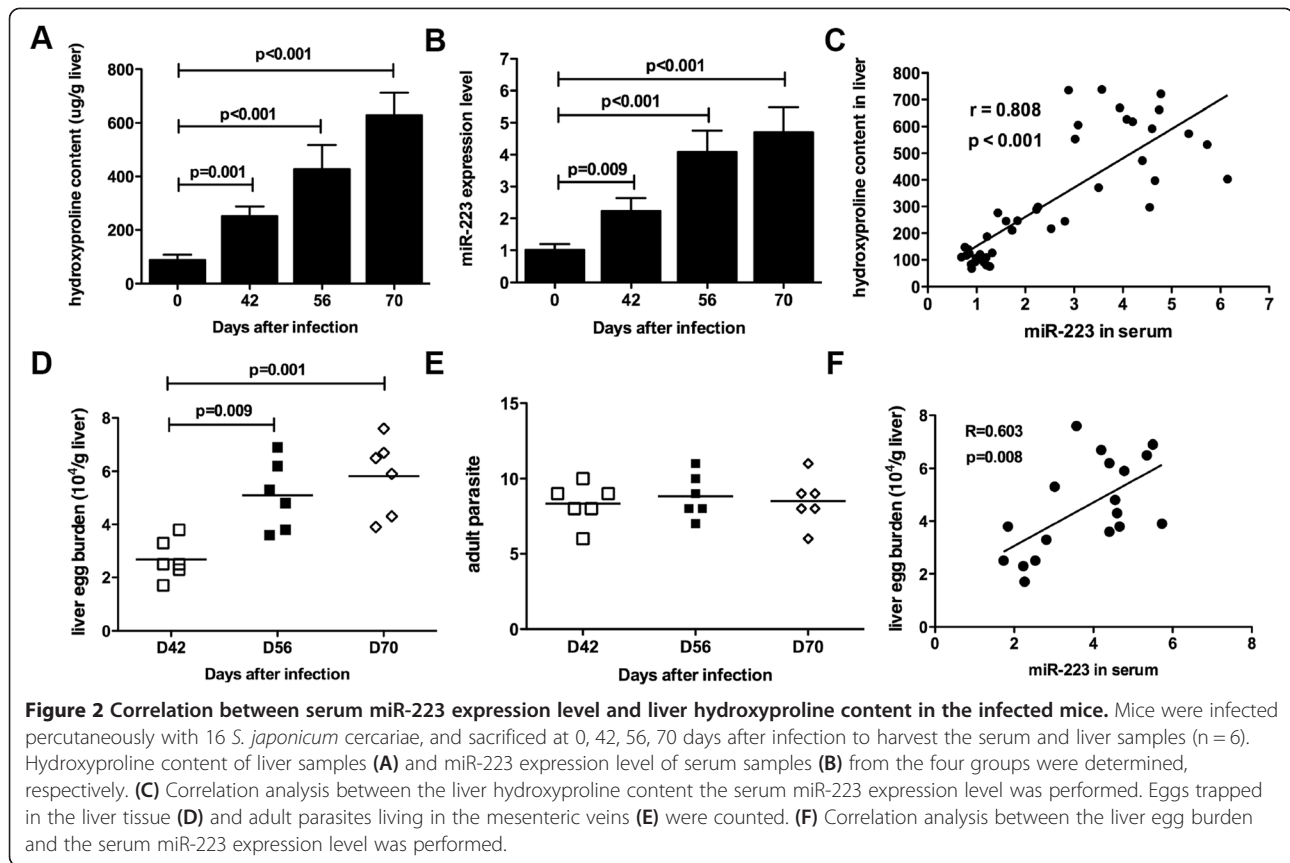 A
hydroxyproline content (ug/g liver)
800
600
400
200
0
p<0.001
p<0.001
p=0.001
0 42 56 70
Days after infection
B
miR-223 expression level
7
6
5
4
3
2
1
0
p<0.001
p<0.001
p=0.009
0 42 56 70
Days after infection
C
hydroxyproline content in liver
800
700
600
500
400
300
200
100
0
r = 0.808
p < 0.001
0 1 2 3 4 5 6 7
miR-223 in serum
D
liver egg burden (10⁴/g liver)
8
6
4
2
0
p=0.001
p=0.009
D42 D56 D70
Days after infection
E
adult parasite
15
10
5
0
D42 D56 D70
Days after infection
F
liver egg burden (10⁴/g liver)
8
6
4
2
0
R=0.603
p=0.008
0 2 4 6 8
miR-223 in serum
Figure 2 Correlation between serum miR-223 expression level and liver hydroxyproline content in the infected mice. Mice were infected
percutaneously with 16 S. japonicum cercariae, and sacrificed at 0, 42, 56, 70 days after infection to harvest the serum and liver samples (n = 6).
Hydroxyproline content of liver samples (A) and miR-223 expression level of serum samples (B) from the four groups were determined,
respectively. (C) Correlation analysis between the liver hydroxyproline content the serum miR-223 expression level was performed. Eggs trapped
in the liver tissue (D) and adult parasites living in the mesenteric veins (E) were counted. (F) Correlation analysis between the liver egg burden
and the serum miR-223 expression level was performed.